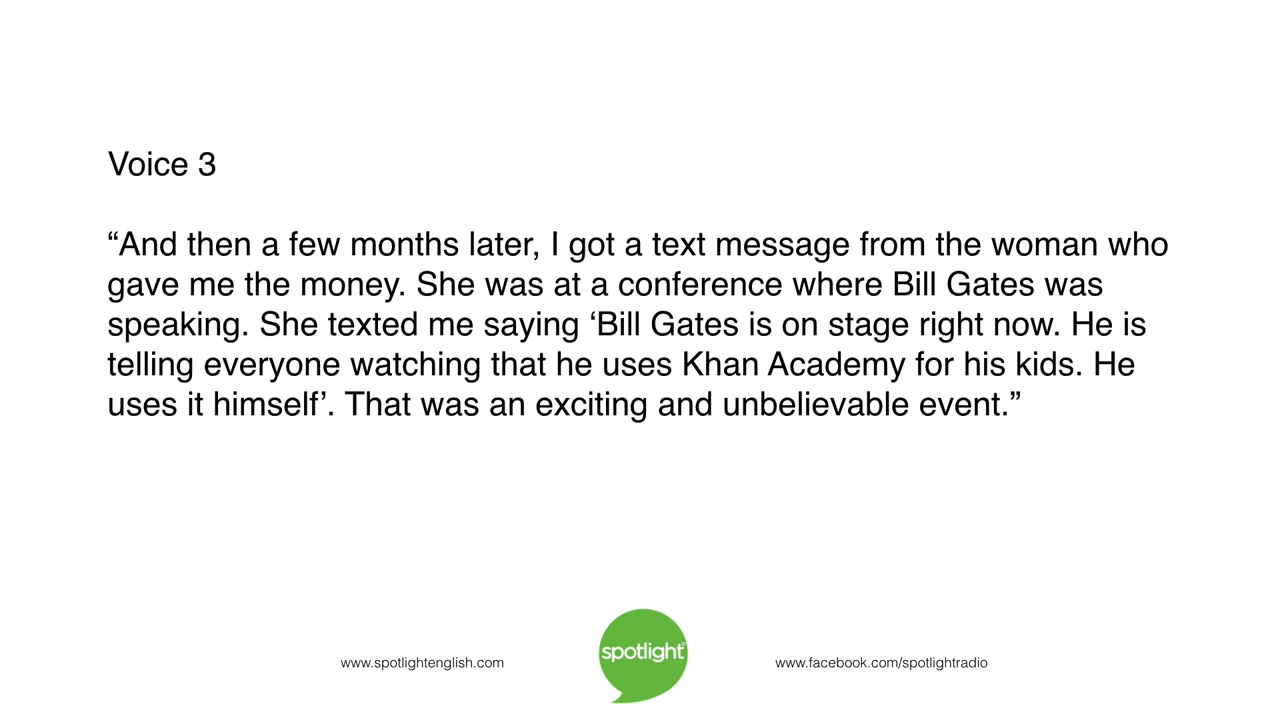 Voice 3
“And then a few months later, I got a text message from the woman who
gave me the money. She was at a conference where Bill Gates was
speaking. She texted me saying ‘Bill Gates is on stage right now. He is
telling everyone watching that he uses Khan Academy for his kids. He
uses it himself’. That was an exciting and unbelievable event.”
www.spotlightenglish.com
spotlight®
www.facebook.com/spotlightradio